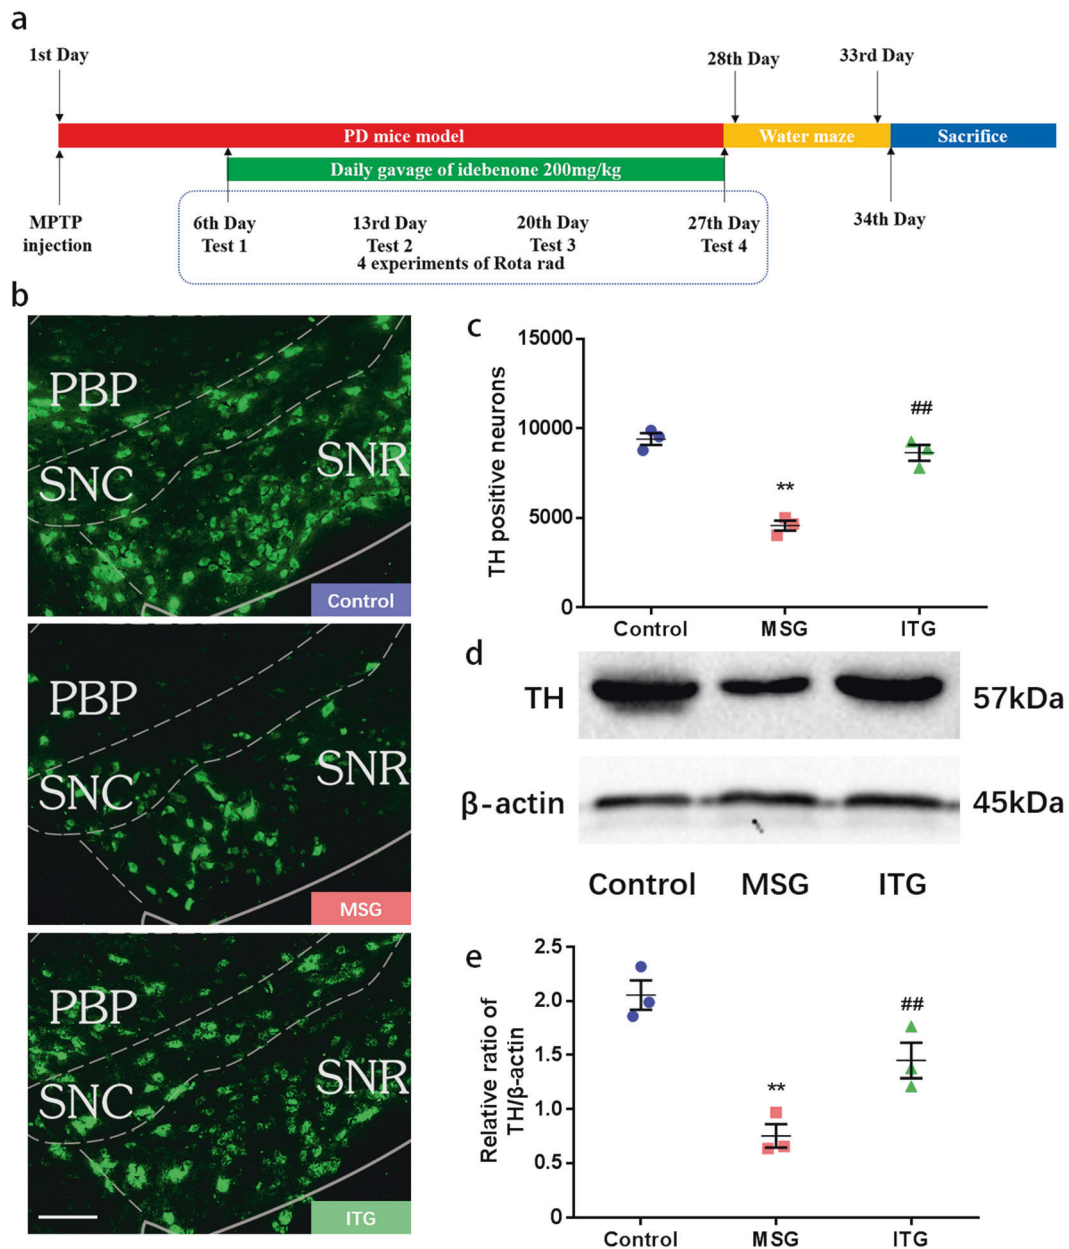 a
1st Day
28th Day
33rd Day
PD mice model
Water maze
Sacrifice
Daily gavage of idebenone 200mg/kg
MPTP
injection
6th Day
Test 1
13rd Day
Test 2
20th Day
Test 3
27th Day
Test 4
34th Day
4 experiments of Rota rad
b
PBP
SNC
SNR
Control
PBP
SNC
SNR
MSG
PBP
SNC
SNR
ITG
c
TH positive neurons
15000
10000
5000
0
**
##
Control
MSG
ITG
d
TH
57kDa
β-actin
45kDa
Control
MSG
ITG
e
Relative ratio of
TH/β-actin
2.5
2.0
1.5
1.0
0.5
0
**
##
Control
MSG
ITG